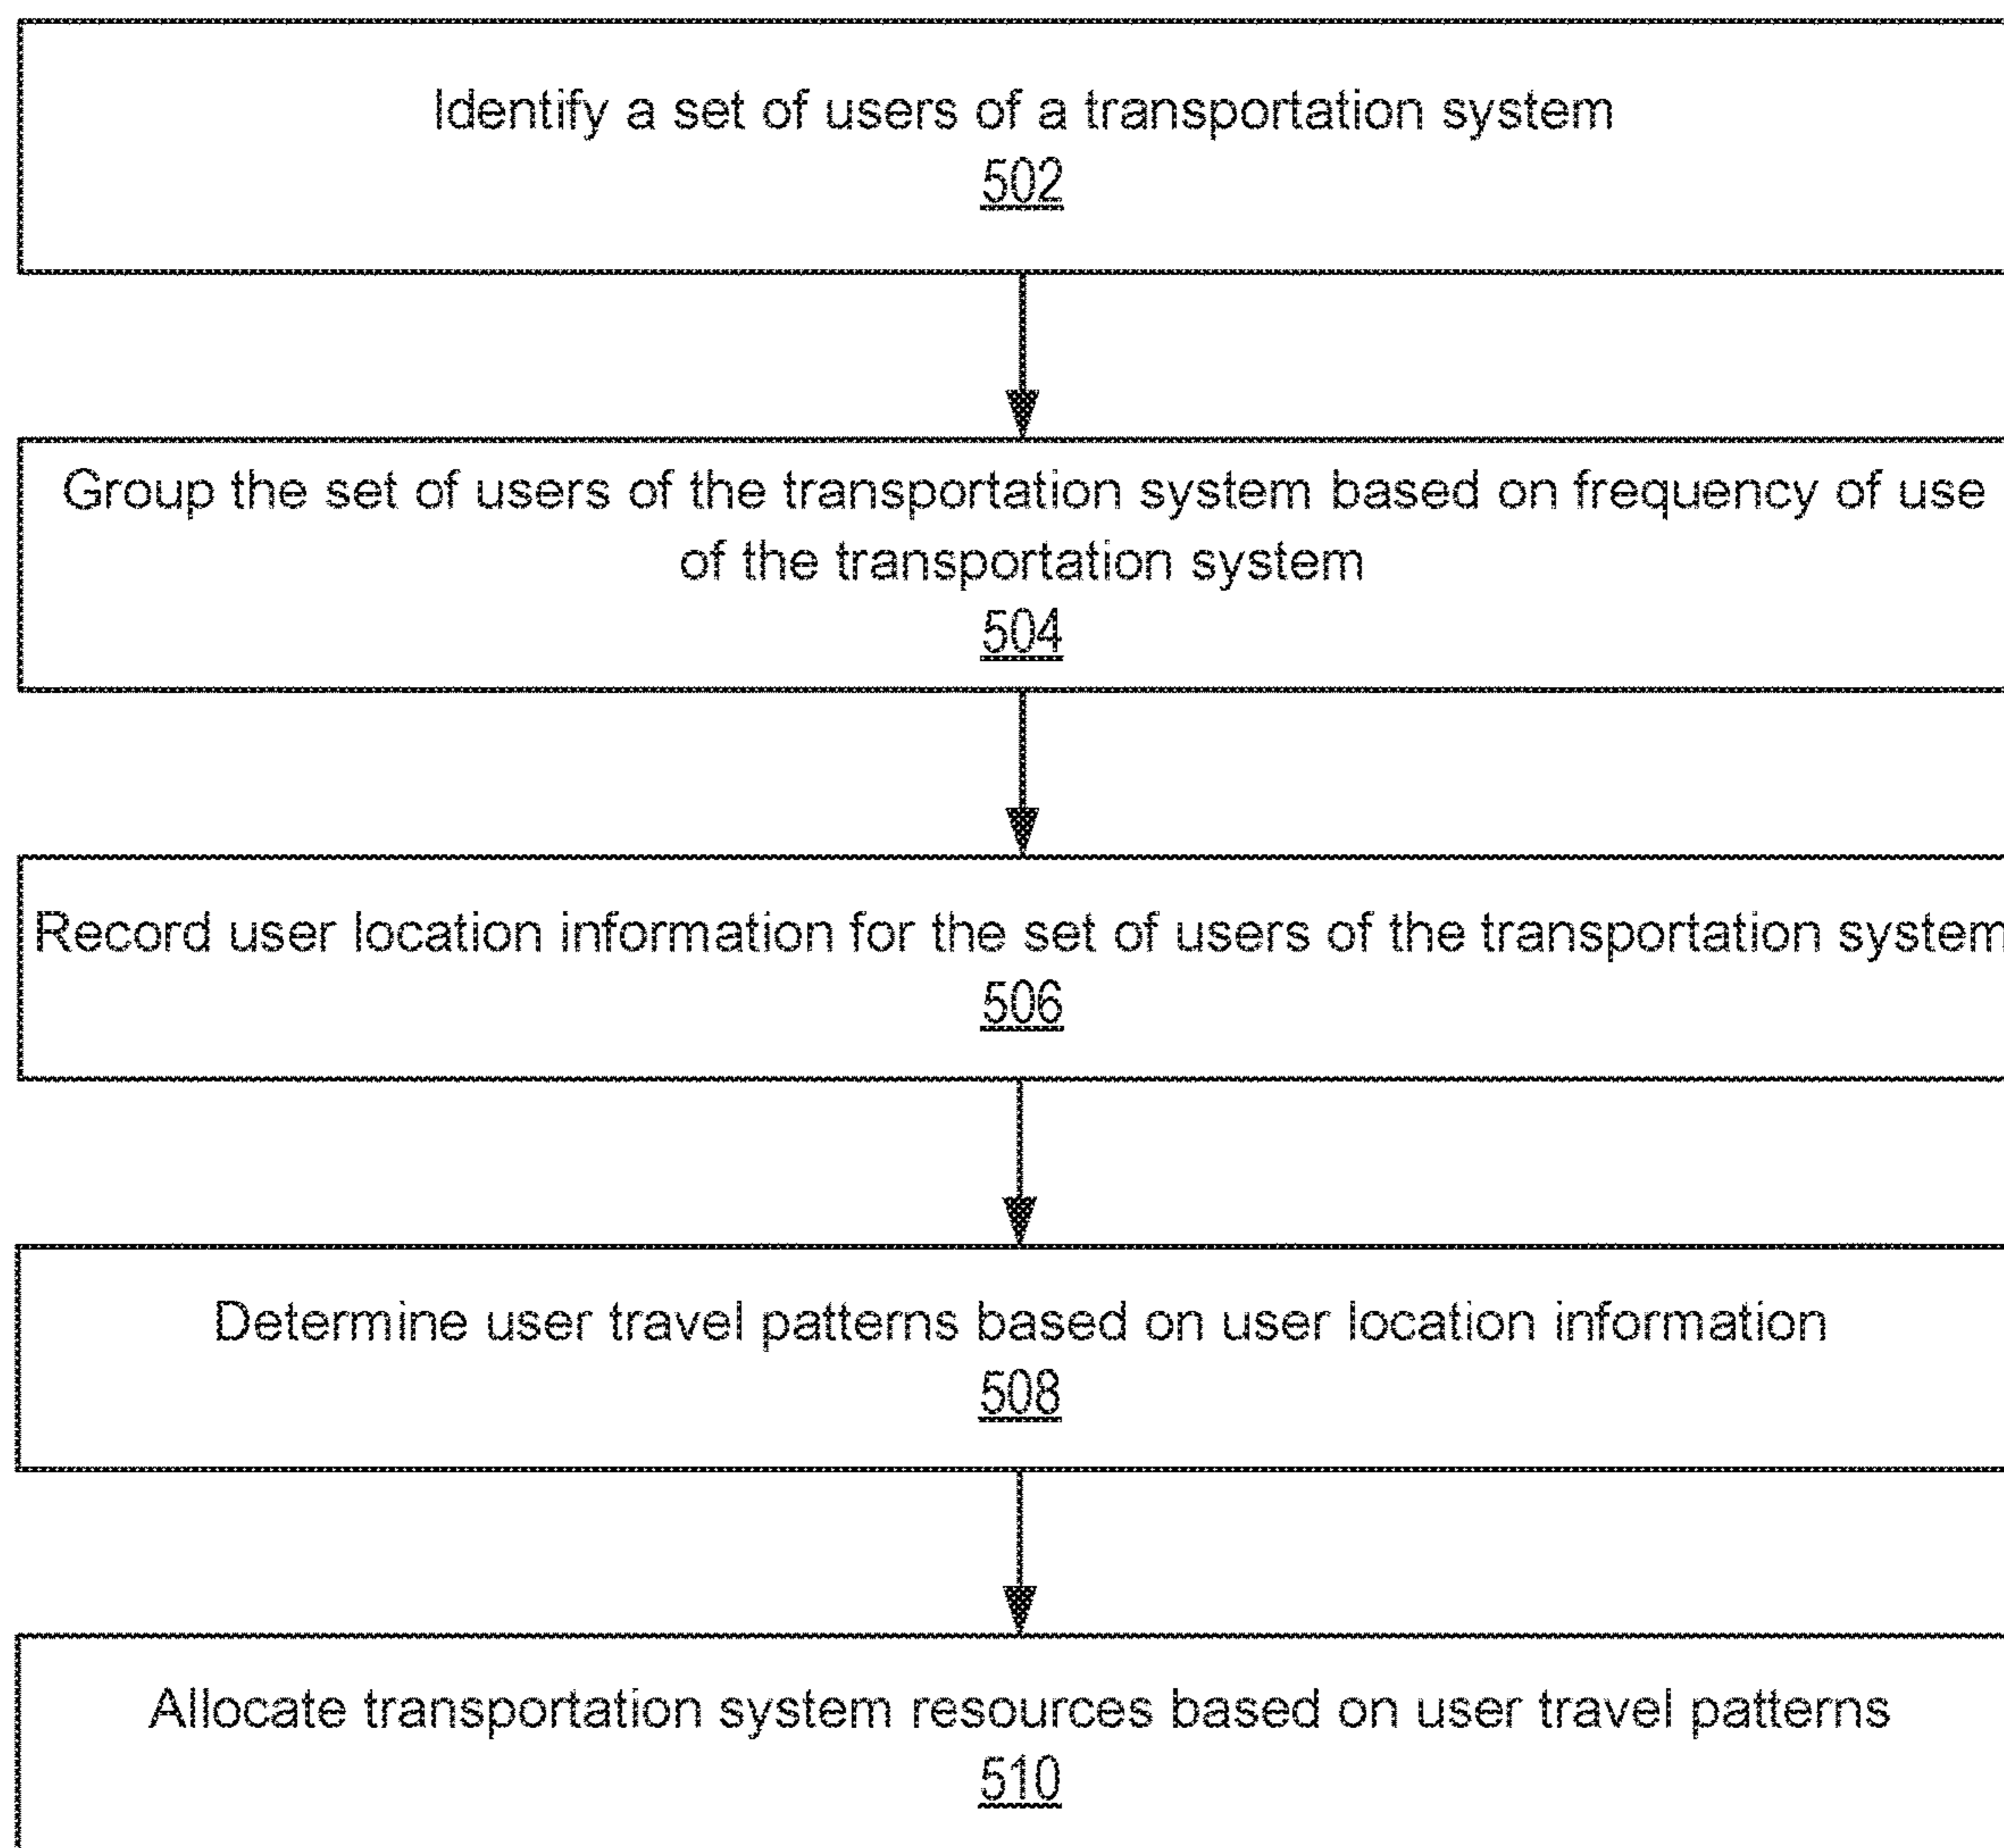 Identify a set of users of a transportation system
502
Group the set of users of the transportation system based on frequency of use
of the transportation system
504
Record user location information for the set of users of the transportation system
506
Determine user travel patterns based on user location information
508
Allocate transportation system resources based on user travel patterns
510